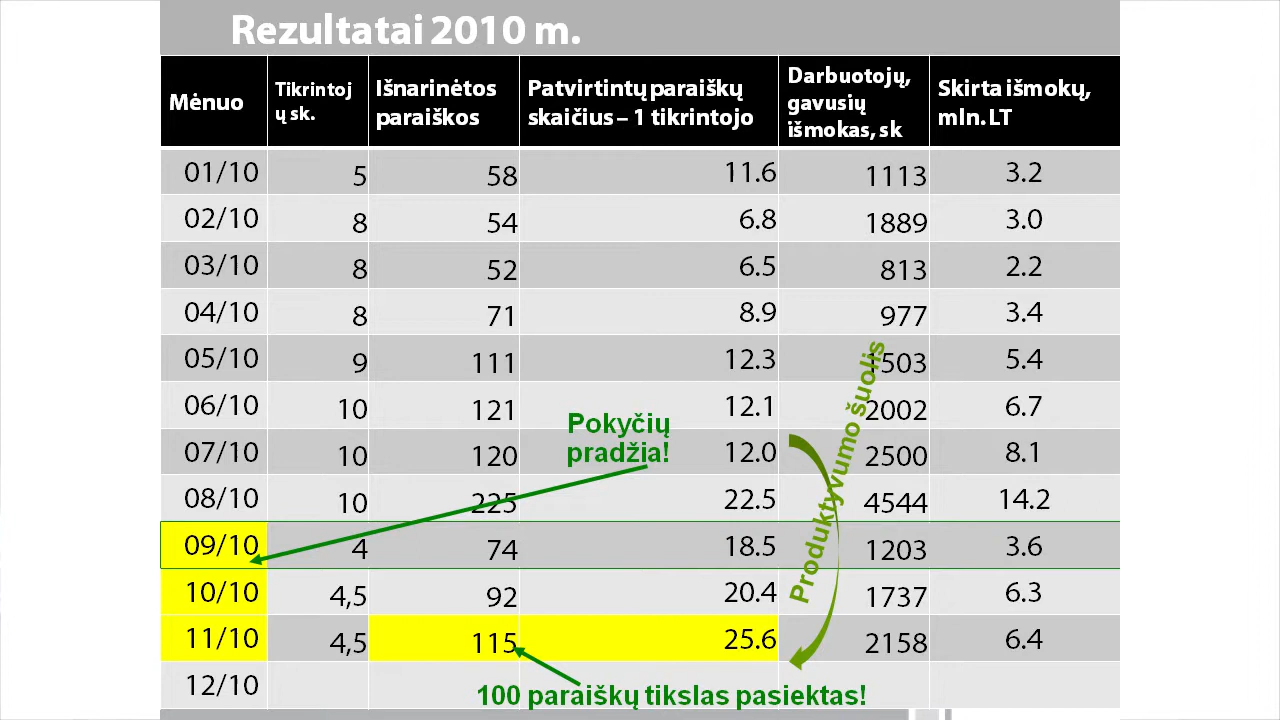 Rezultatai 2010 m.
Mėnuo
Tikrintoj
ų sk.
Išnarinėtos
paraiškos
Patvirtintų paraiškų
skaičius – 1 tikrintojo
Darbuotojų,
gavusių
išmokas, sk
Skirta išmokų,
mln. LT
01/10 5 58 11.6 1113 3.2
02/10 8 54 6.8 1889 3.0
03/10 8 52 6.5 813 2.2
04/10 8 71 8.9 977 3.4
05/10 9 111 12.3 1503 5.4
06/10 10 121 12.1 2002 6.7
07/10 10 120 12.0 2500 8.1
08/10 10 225 22.5 4544 14.2
09/10 4 74 18.5 1203 3.6
10/10 4,5 92 20.4 1737 6.3
11/10 4,5 115 25.6 2158 6.4
12/10
Pokyčių
pradžia!
Produktyvumo šuolis
100 paraiškų tikslas pasiektas!